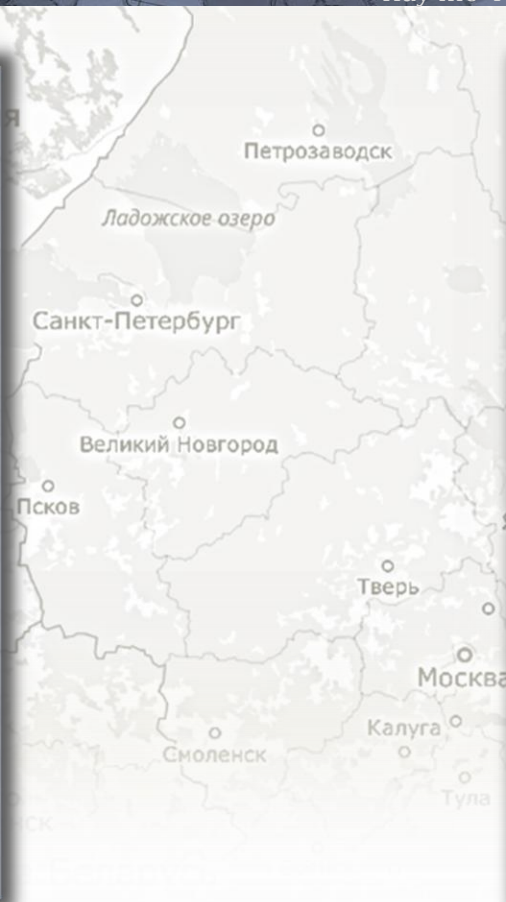 Петрозаводск
Ладожское озеро
Санкт-Петербург
Великий Новгород
Псков
Тверь
Москва
Калуга
Смоленск
Тула